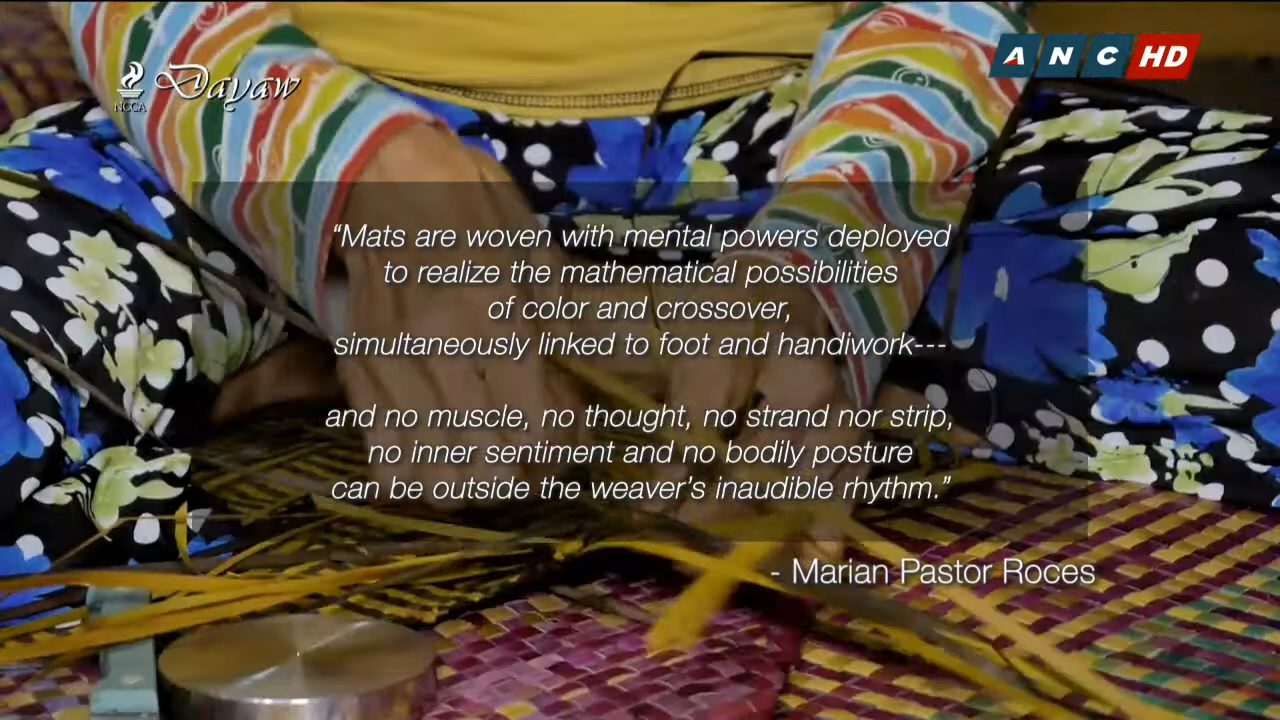 NCCA Dayaw
ANC HD
“Mats are woven with mental powers deployed
to realize the mathematical possibilities
of color and crossover,
simultaneously linked to foot and handiwork---
and no muscle, no thought, no strand nor strip,
no inner sentiment and no bodily posture
can be outside the weaver’s inaudible rhythm.”
- Marian Pastor Roces